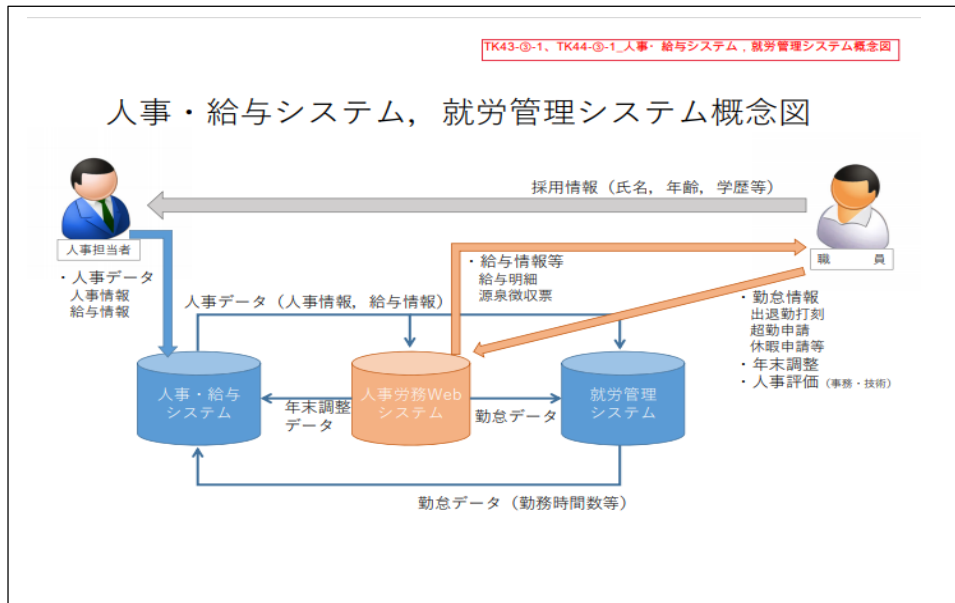 TK43-③-1、TK44-③-1_人事・給与システム，就労管理システム概念図
人事・給与システム，就労管理システム概念図
採用情報（氏名，年齢，学歴等）
人事担当者
職　員
・人事データ
人事情報
給与情報
・給与情報等
給与明細
源泉徴収票
人事データ（人事情報，給与情報）
・勤怠情報
出退勤打刻
超勤申請
休暇申請等
・年末調整
・人事評価（事務・技術）
人事・給与
システム
人事労務Web
システム
就労管理
システム
年末調整
データ
勤怠データ
勤怠データ（勤務時間数等）